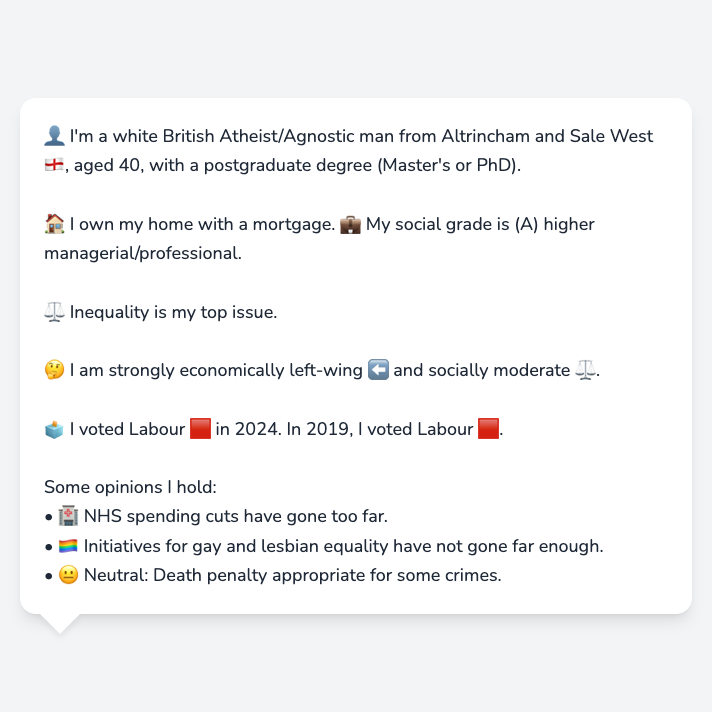 👤 I'm a white British Atheist/Agnostic man from Altrincham and Sale West
🏴󠁧󠁢󠁥󠁮󠁧󠁿, aged 40, with a postgraduate degree (Master's or PhD).
🏠 I own my home with a mortgage. 💼 My social grade is (A) higher
managerial/professional.
⚖️ Inequality is my top issue.
🤔 I am strongly economically left-wing ⬅️ and socially moderate ⚖️.
🗳️ I voted Labour 🟥 in 2024. In 2019, I voted Labour 🟥.
Some opinions I hold:
• 🏥 NHS spending cuts have gone too far.
• 🏳️‍🌈 Initiatives for gay and lesbian equality have not gone far enough.
• 😐 Neutral: Death penalty appropriate for some crimes.